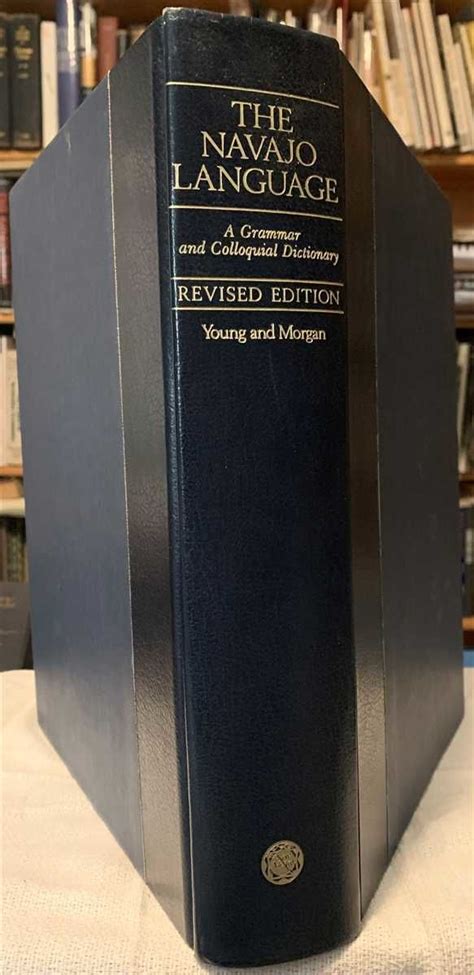 THE
NAVAJO
LANGUAGE
A Grammar
and Colloquial Dictionary
REVISED EDITION
Young and Morgan